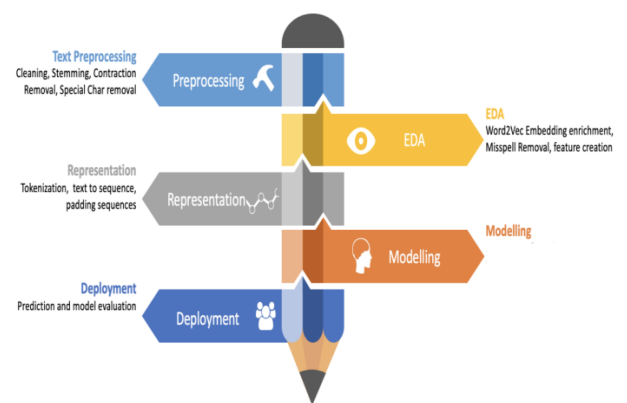 Text Preprocessing
Cleaning, Stemming, Contraction
Removal, Special Char removal
Preprocessing
EDA
Word2Vec Embedding enrichment,
Misspell Removal, feature creation
EDA
Representation
Tokenization, text to sequence,
padding sequences
Representation
Modelling
Modelling
Deployment
Prediction and model evaluation
Deployment